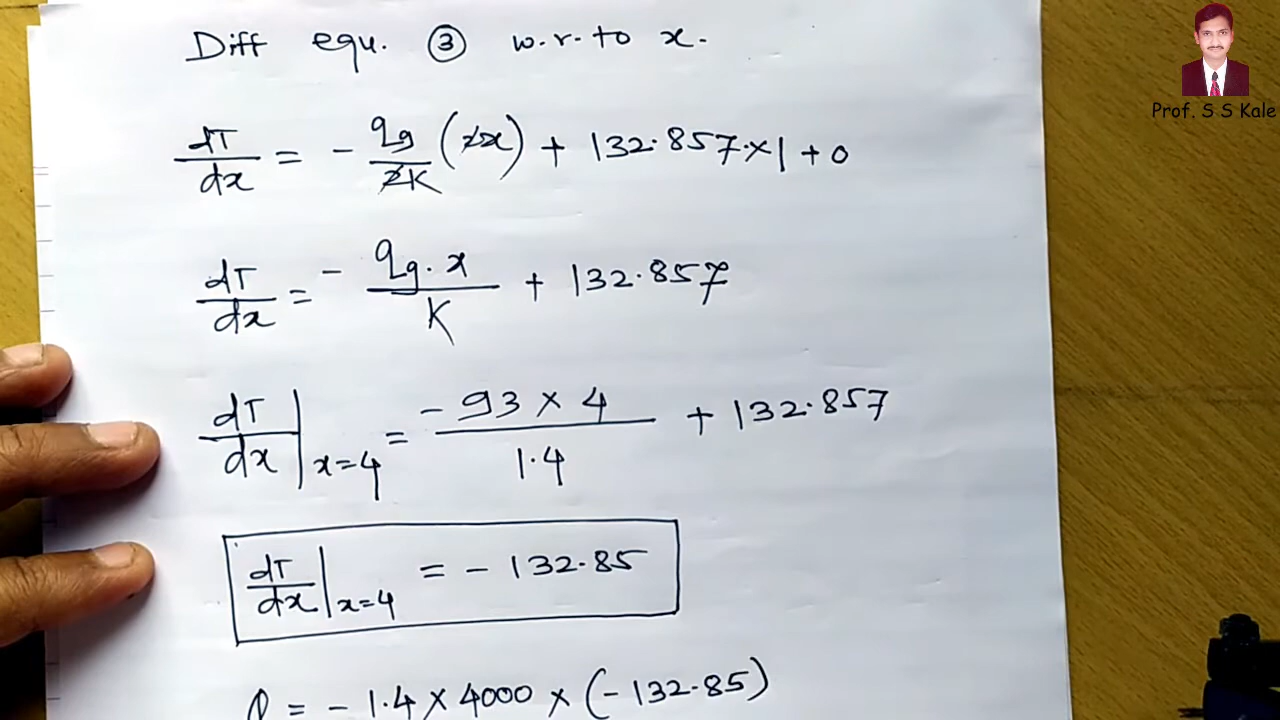 Diff equ. ③ w.r.to x.
Prof. S S Kale
dT/dx = - qg/2K (2x) + 132.857 × 1 + 0
dT/dx = - qg.x/K + 132.857
dT/dx|x=4 = - 93 × 4/1.4 + 132.857
dT/dx|x=4 = - 132.85
Q = - 1.4 × 4000 × (-132.85)